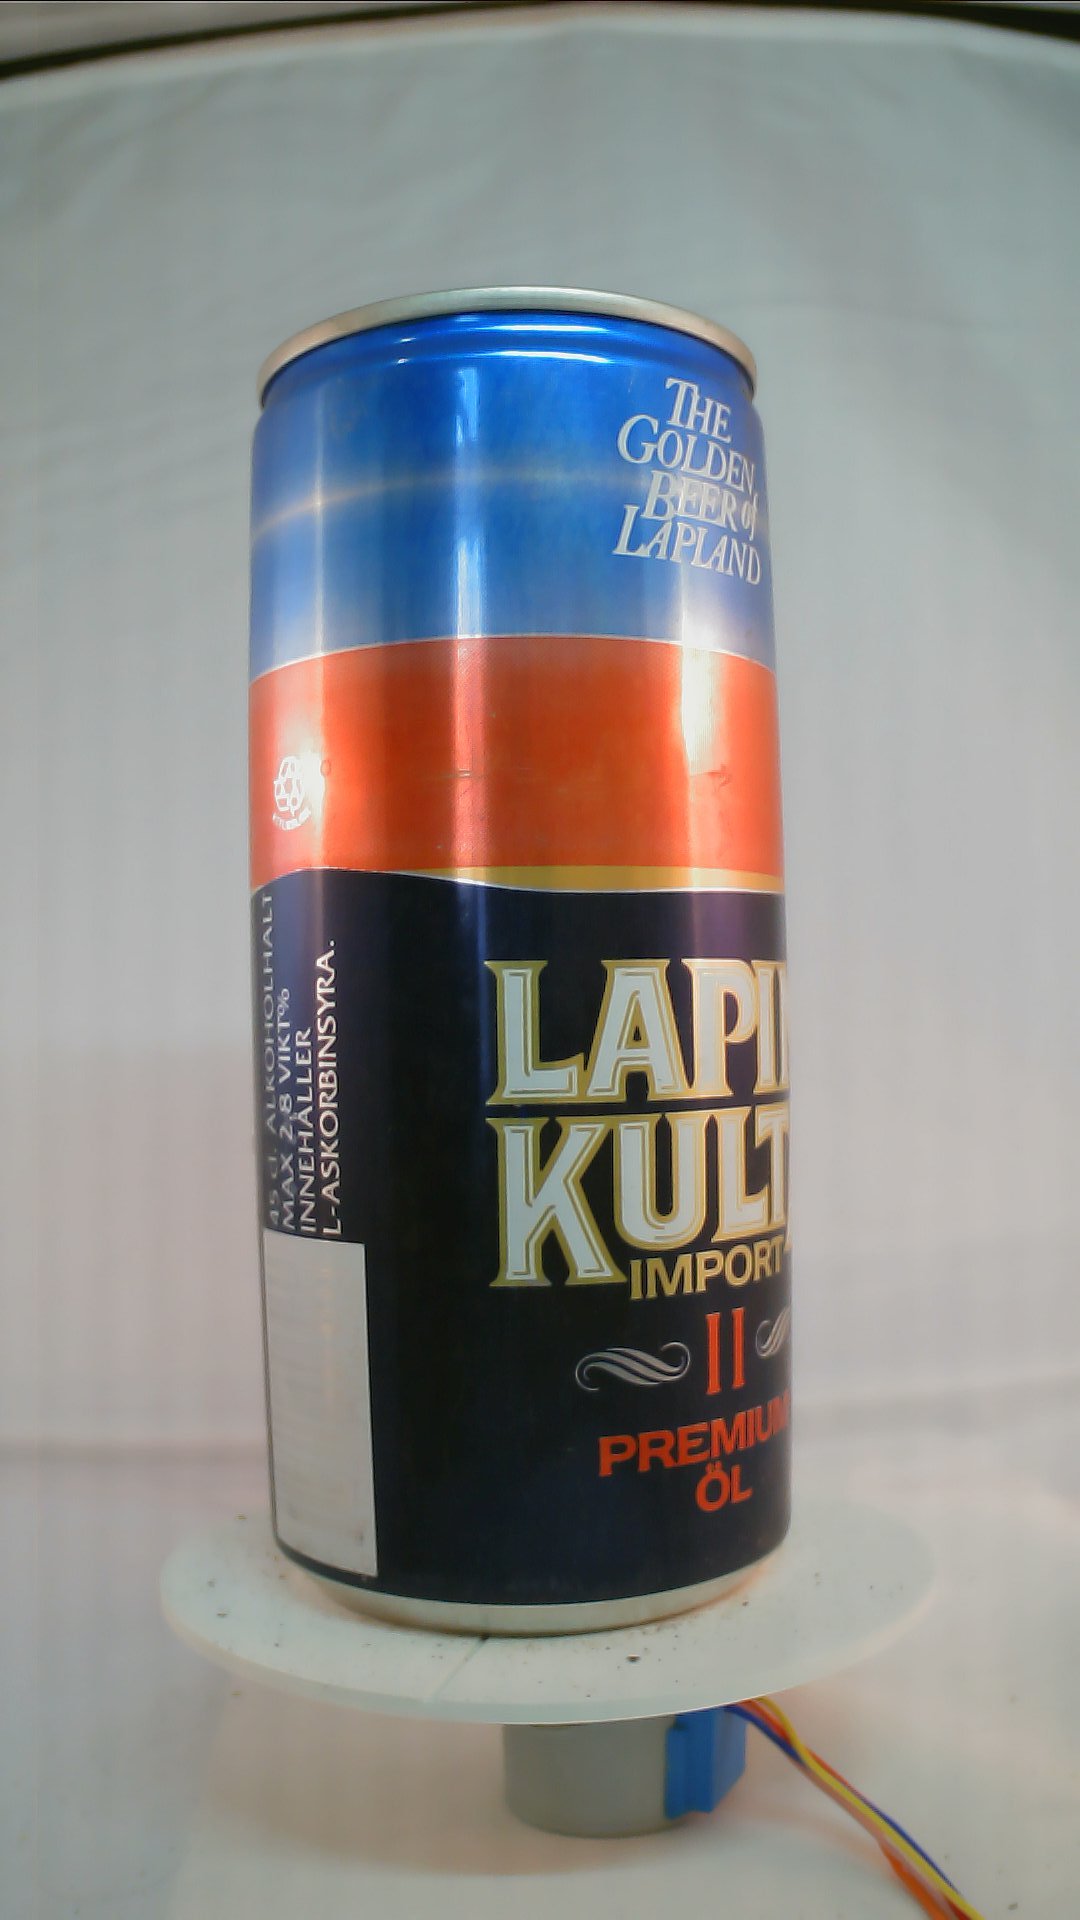 THE
GOLDEN
BEER of
LAPLAND
45 cl. ALKOHOLHALT
MAX 2,8 VIKT%
INNEHÅLLER
L-ASKORBINSYRA.
LAPIN
KULT
IMPORT
II
PREMIUM
ÖL